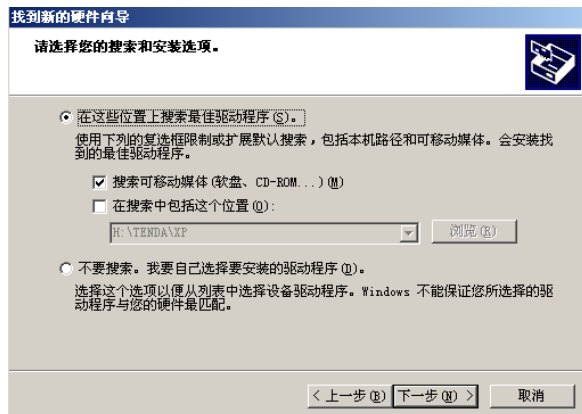 找到新的硬件向导
请选择您的搜索和安装选项。
在这些位置上搜索最佳驱动程序(S)。
使用下列的复选框限制或扩展默认搜索，包括本机路径和可移动媒体。会安装找
到的最佳驱动程序。
搜索可移动媒体(软盘、CD-ROM...)(M)
在搜索中包括这个位置(O):
H:\TENDA\XP
浏览(R)
不要搜索。我要自己选择要安装的驱动程序(D)。
选择这个选项以便从列表中选择设备驱动程序。Windows 不能保证您所选择的驱
动程序与您的硬件最匹配。
< 上一步(B)
下一步(N) >
取消